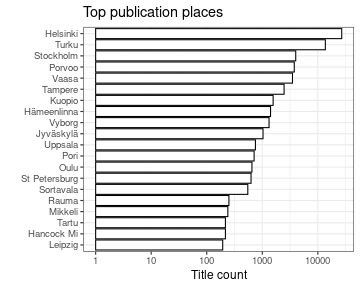 Top publication places
Helsinki
Turku
Stockholm
Porvoo
Vaasa
Tampere
Kuopio
Hämeenlinna
Vyborg
Jyväskylä
Uppsala
Pori
Oulu
St Petersburg
Sortavala
Rauma
Mikkeli
Tartu
Hancock Mi
Leipzig
1 10 100 1000 10000
Title count